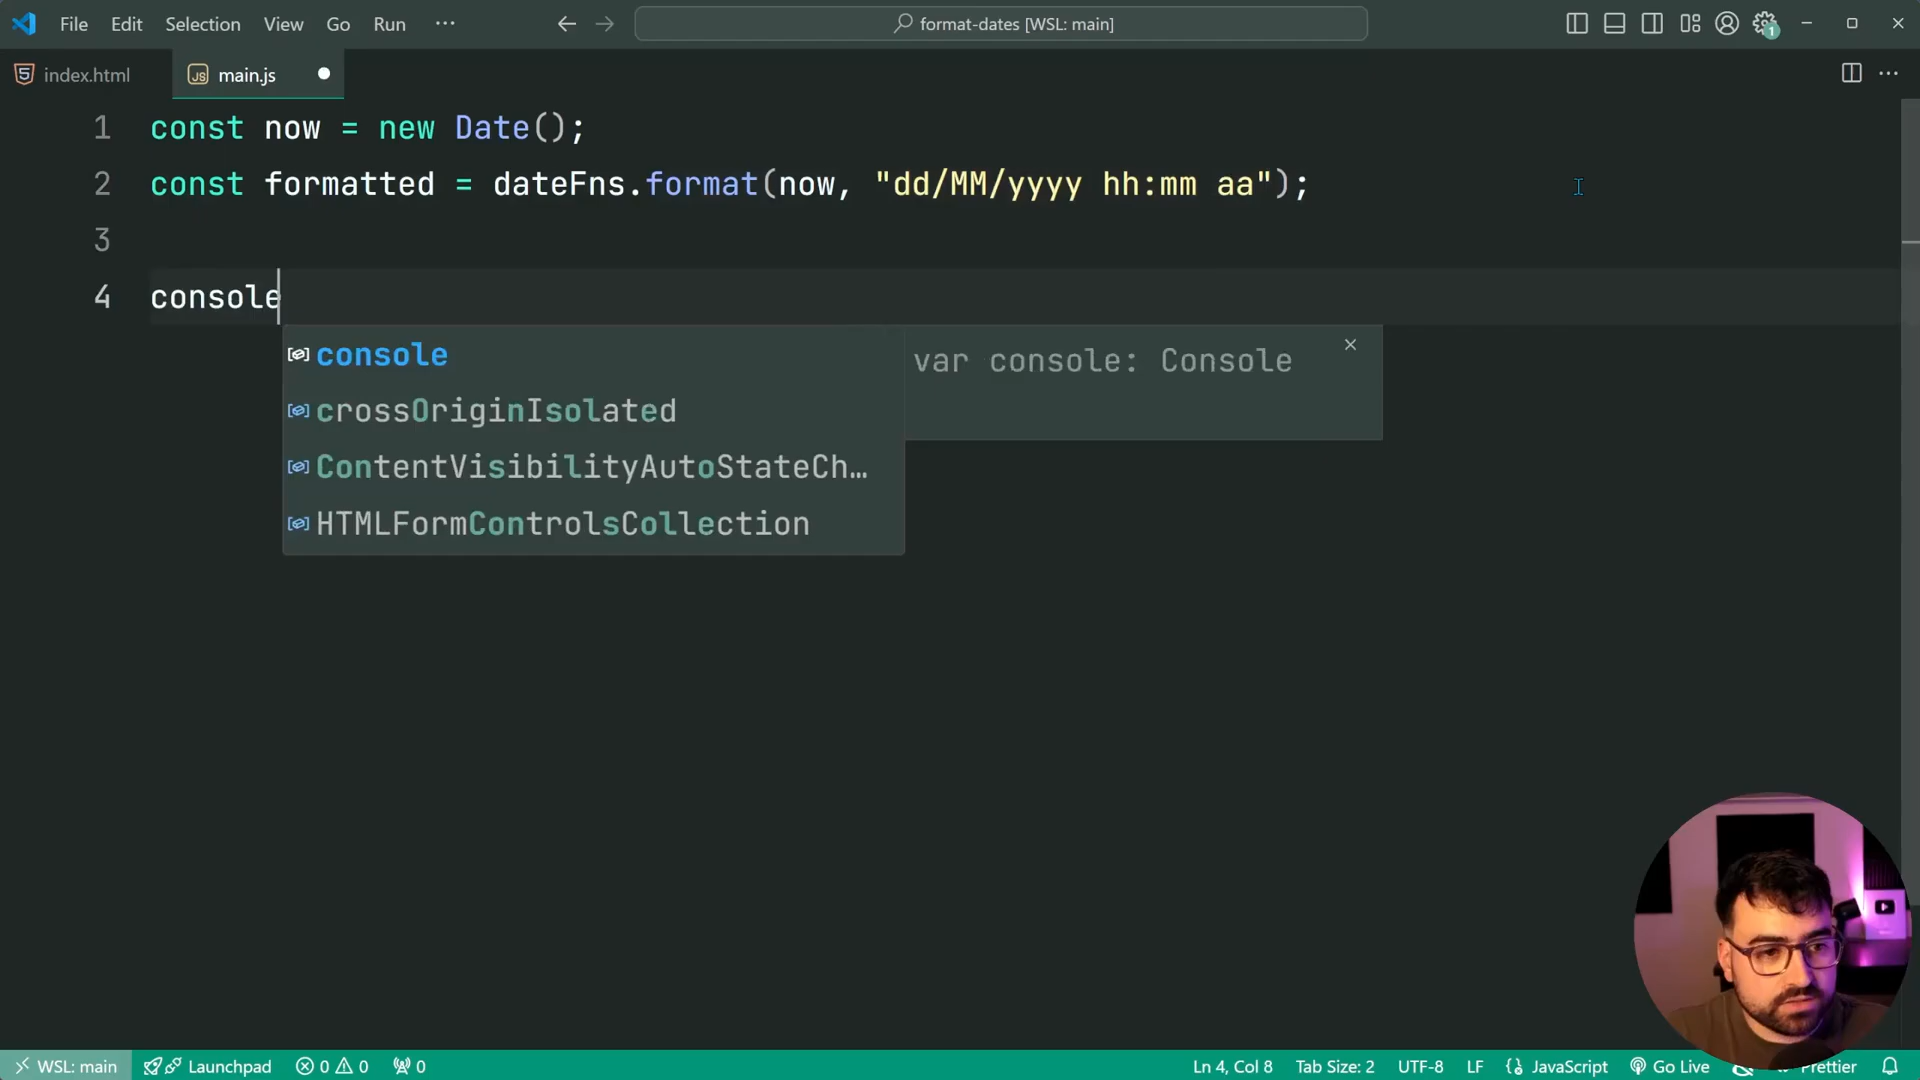 File Edit Selection View Go Run ···
format-dates [WSL: main]
1
index.html
main.js
1 const now = new Date();
2 const formatted = dateFns.format(now, "dd/MM/yyyy hh:mm aa");
3
4 console
console
crossOriginIsolated
ContentVisibilityAutoStateCh…
HTMLFormControlsCollection
var console: Console
WSL: main Launchpad 0 0 0 Ln 4, Col 8 Tab Size: 2 UTF-8 LF {} JavaScript Go Live Prettier